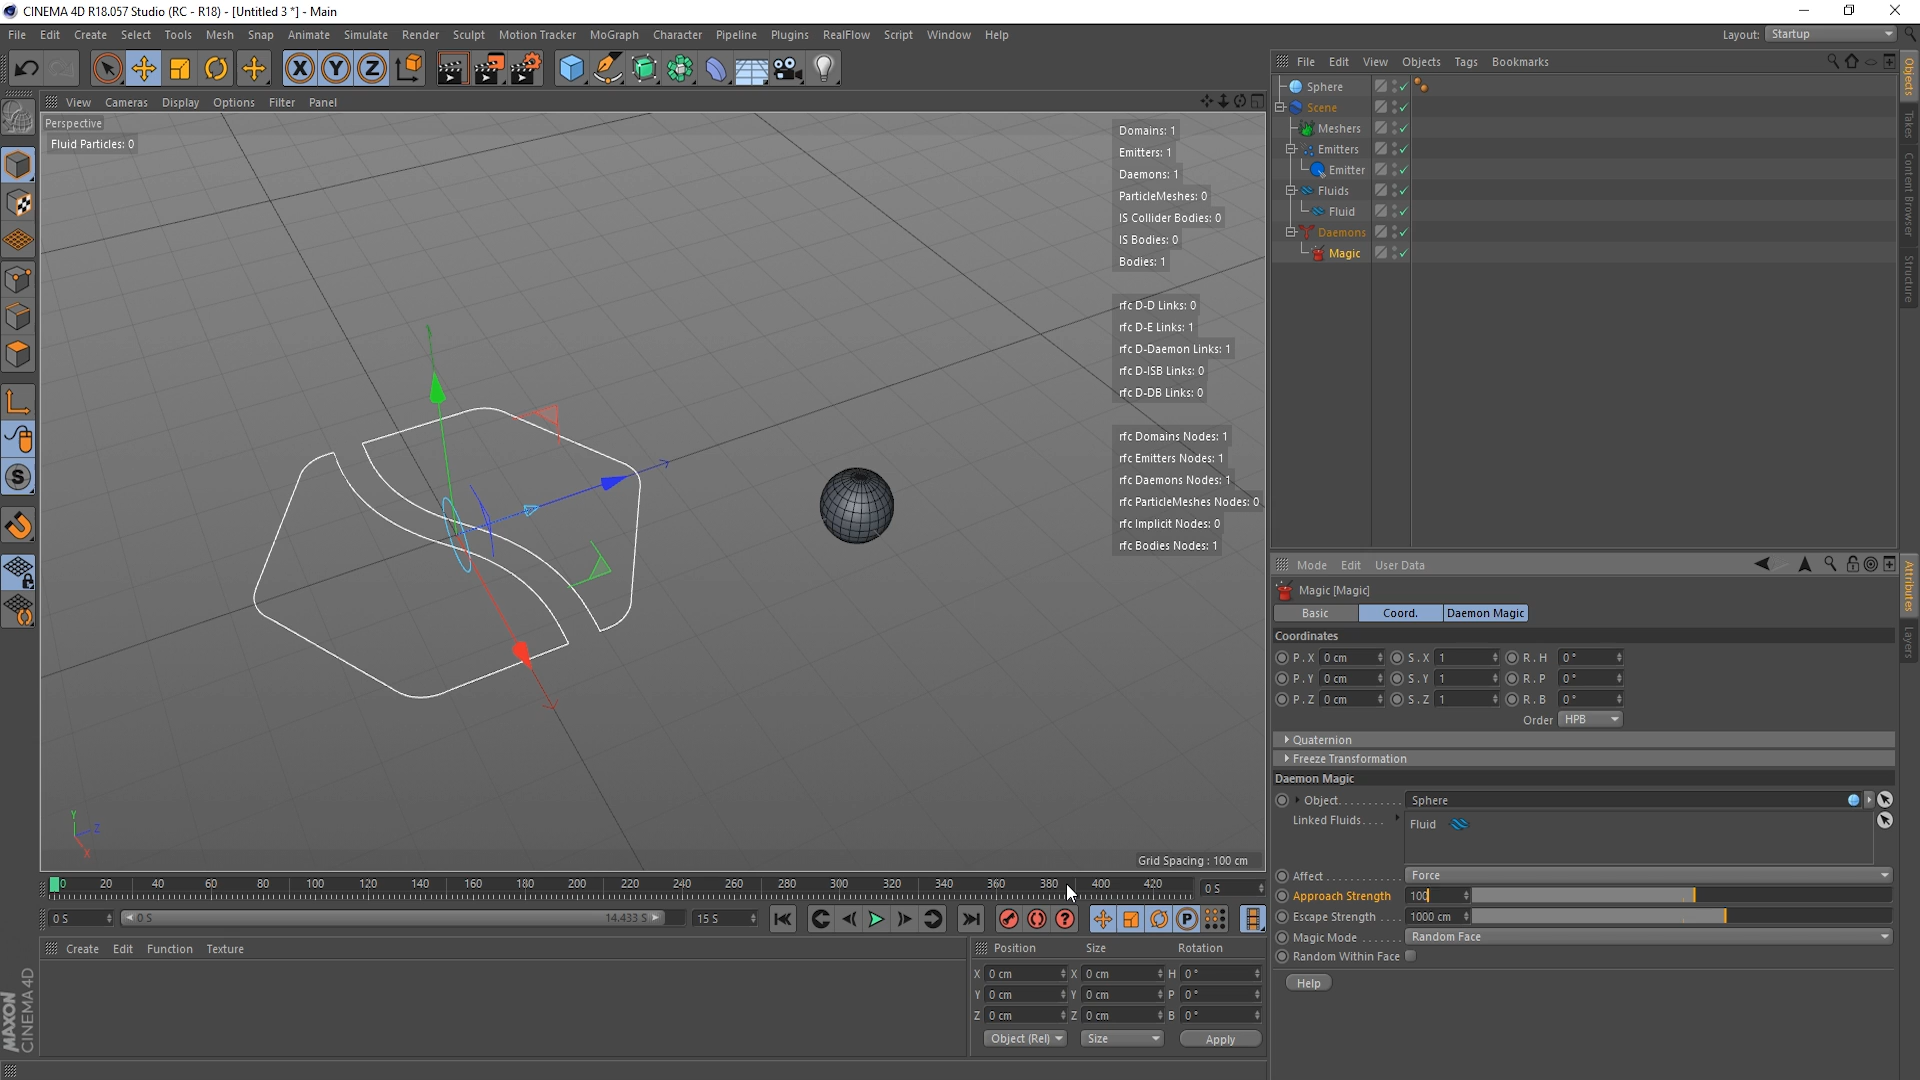 CINEMA 4D R18.057 Studio (RC - R18) - [Untitled 3 *] - Main
File Edit Create Select Tools Mesh Snap Animate Simulate Render Sculpt Motion Tracker MoGraph Character Pipeline Plugins RealFlow Script Window Help
Layout: Startup
View Cameras Display Options Filter Panel
Perspective
Fluid Particles: 0
Domains: 1
Emitters: 1
Daemons: 1
ParticleMeshes: 0
IS Collider Bodies: 0
IS Bodies: 0
Bodies: 1
rfc D-D Links: 0
rfc D-E Links: 1
rfc D-Daemon Links: 1
rfc D-ISB Links: 0
rfc D-DB Links: 0
rfc Domains Nodes: 1
rfc Emitters Nodes: 1
rfc Daemons Nodes: 1
rfc ParticleMeshes Nodes: 0
rfc Implicit Nodes: 0
rfc Bodies Nodes: 1
Y
Z
X
Grid Spacing : 100 cm
0 20 40 60 80 100 120 140 160 180 200 220 240 260 280 300 320 340 360 380 400 420
0 S
0 S
0 S 14.433 S
15 S
Create Edit Function Texture
MAXON CINEMA 4D
Position Size Rotation
X 0 cm X 0 cm H 0°
Y 0 cm Y 0 cm P 0°
Z 0 cm Z 0 cm B 0°
Object (Rel) Size Apply
File Edit View Objects Tags Bookmarks
Sphere
Scene
Meshers
Emitters
Emitter
Fluids
Fluid
Daemons
Magic
Objects
Takes
Content Browser
Structure
Mode Edit User Data
Magic [Magic]
Basic Coord. Daemon Magic
Coordinates
P . X 0 cm S . X 1 R . H 0°
P . Y 0 cm S . Y 1 R . P 0°
P . Z 0 cm S . Z 1 R . B 0°
Order HPB
Quaternion
Freeze Transformation
Daemon Magic
Object. . . . . . . . . . Sphere
Linked Fluids. . . . Fluid
Affect . . . . . . . . . . Force
Approach Strength 100
Escape Strength . . . . 1000 cm
Magic Mode . . . . . . . Random Face
Random Within Face
Help
Attributes
Layers